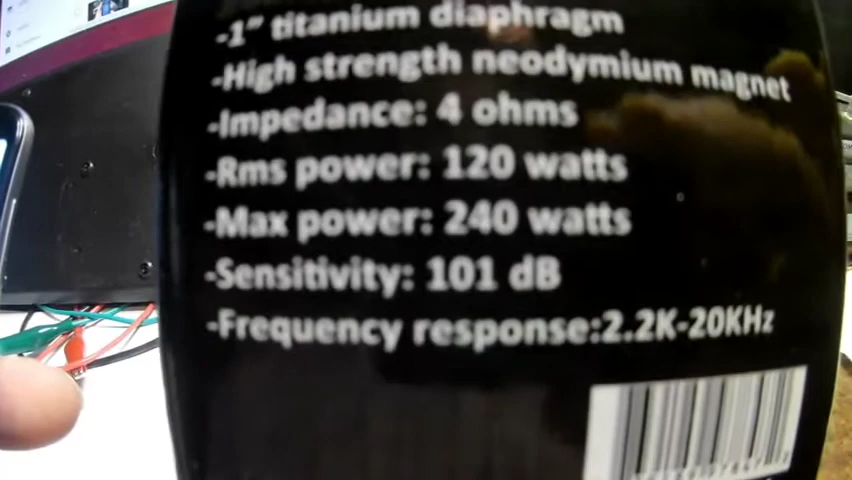 -1” titanium diaphragm
-High strength neodymium magnet
-Impedance: 4 ohms
-Rms power: 120 watts
-Max power: 240 watts
-Sensitivity: 101 dB
-Frequency response:2.2K-20KHz